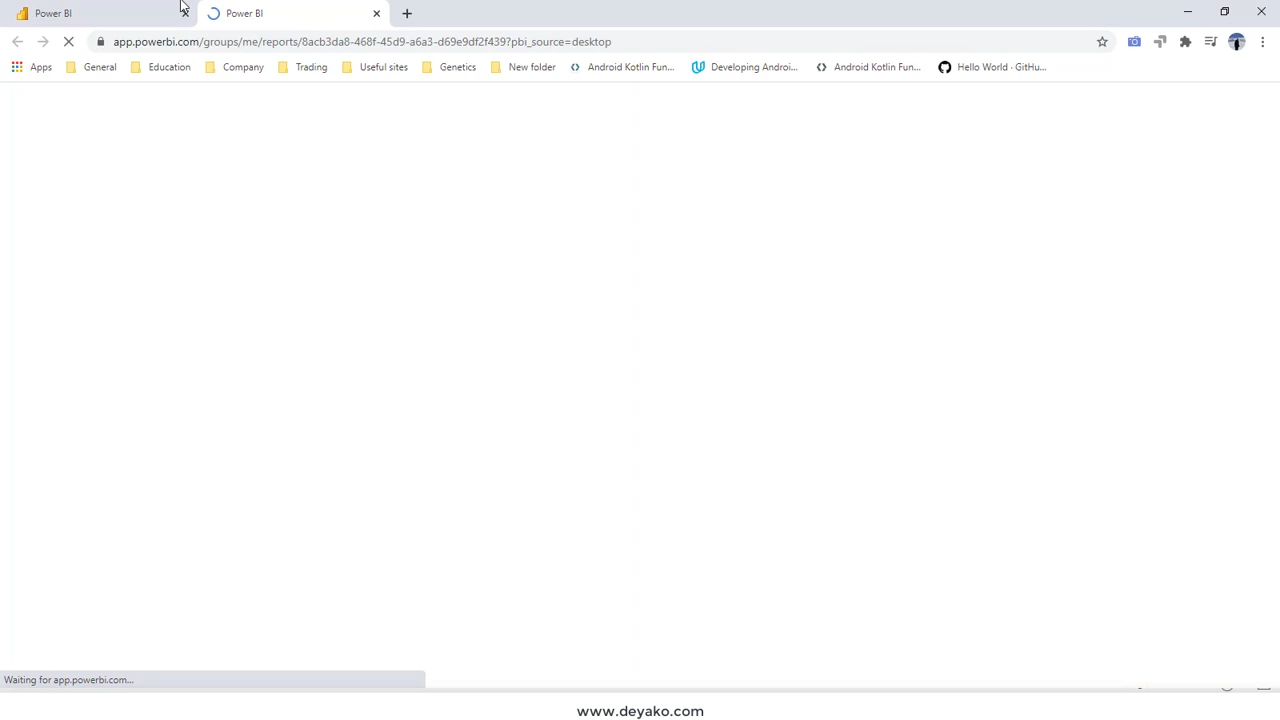 Power BI
Power BI
app.powerbi.com/groups/me/reports/8acb3da8-468f-45d9-a6a3-d69e9df2f439?pbi_source=desktop
Apps General Education Company Trading Useful sites Genetics New folder Android Kotlin Fun... Developing Androi... Android Kotlin Fun... Hello World · GitHu...
Waiting for app.powerbi.com...
www.deyako.com